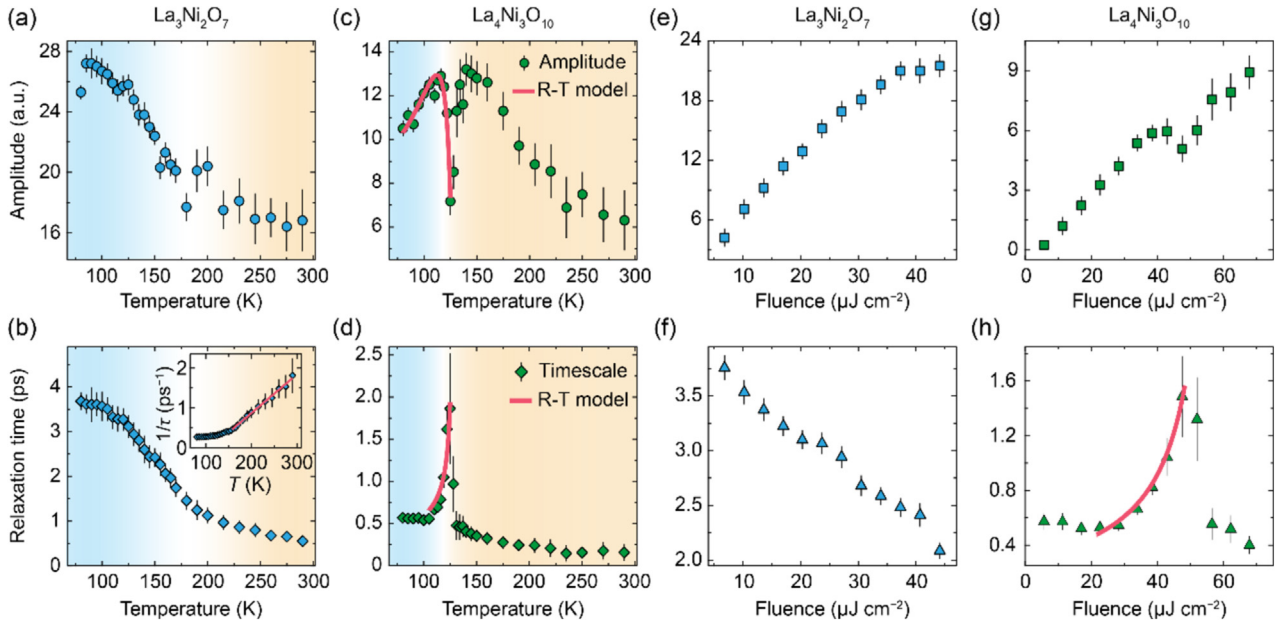 (a) La₃Ni₂O₇
Amplitude (a.u.)
28
24
20
16
100 150 200 250 300
Temperature (K)
(c) La₄Ni₃O₁₀
14
12
10
8
6
Amplitude
R-T model
100 150 200 250 300
Temperature (K)
(e) La₃Ni₂O₇
24
18
12
6
10 20 30 40
Fluence (μJ cm⁻²)
(g) La₄Ni₃O₁₀
9
6
3
0
0 20 40 60
Fluence (μJ cm⁻²)
(b)
Relaxation time (ps)
5
4
3
2
1
0
1/τ (ps⁻¹)
2
1
0
100 200 300
T (K)
100 150 200 250 300
Temperature (K)
(d)
2.5
2.0
1.5
1.0
0.5
0
Timescale
R-T model
100 150 200 250 300
Temperature (K)
(f)
3.5
3.0
2.5
2.0
10 20 30 40
Fluence (μJ cm⁻²)
(h)
1.6
1.2
0.8
0.4
0 20 40 60
Fluence (μJ cm⁻²)